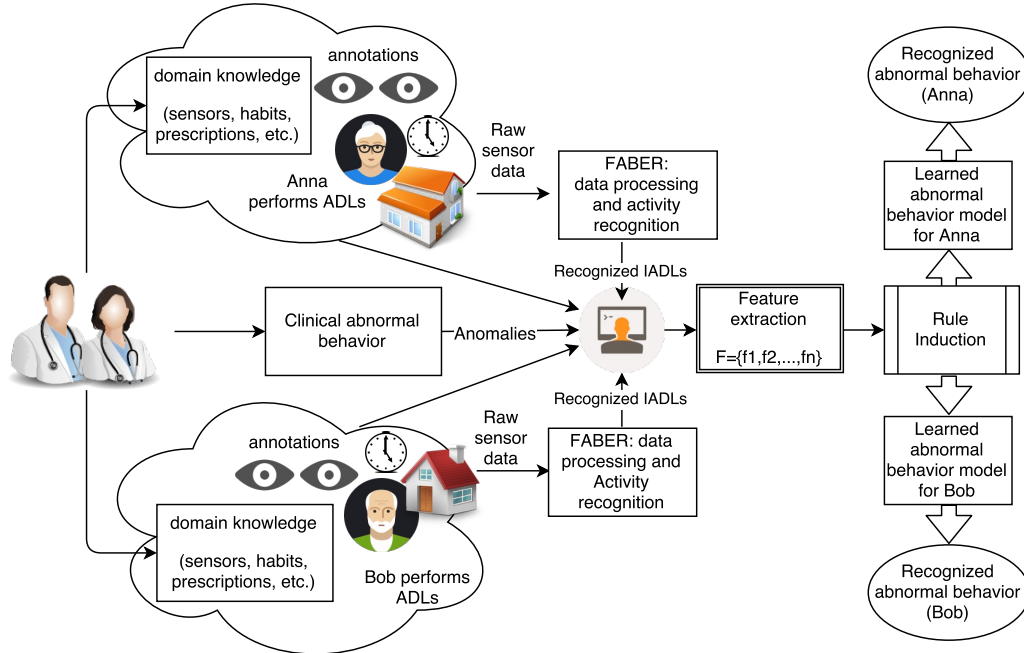 annotations
domain knowledge
(sensors, habits,
prescriptions, etc.)
Anna
performs ADLs
Raw
sensor
data
FABER:
data processing
and activity
recognition
Recognized IADLs
Clinical abnormal
behavior
Anomalies
>_
Feature
extraction
F={f1,f2,...,fn}
Rule
Induction
Learned
abnormal
behavior model
for Anna
Recognized
abnormal behavior
(Anna)
annotations
domain knowledge
(sensors, habits,
prescriptions, etc.)
Bob performs
ADLs
Raw
sensor
data
FABER: data
processing and
Activity
recognition
Recognized IADLs
Learned
abnormal
behavior model
for Bob
Recognized
abnormal behavior
(Bob)